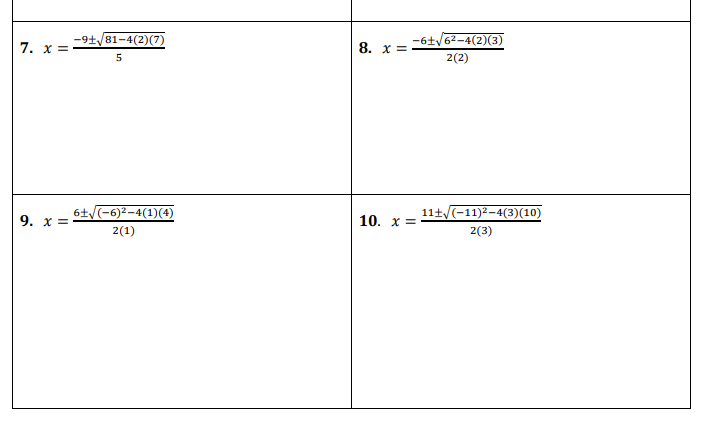 7. x = (-9±√(81−4(2)(7)))/5
8. x = (-6±√(6²−4(2)(3)))/(2(2))
9. x = (6±√((−6)²−4(1)(4)))/(2(1))
10. x = (11±√((−11)²−4(3)(10)))/(2(3))